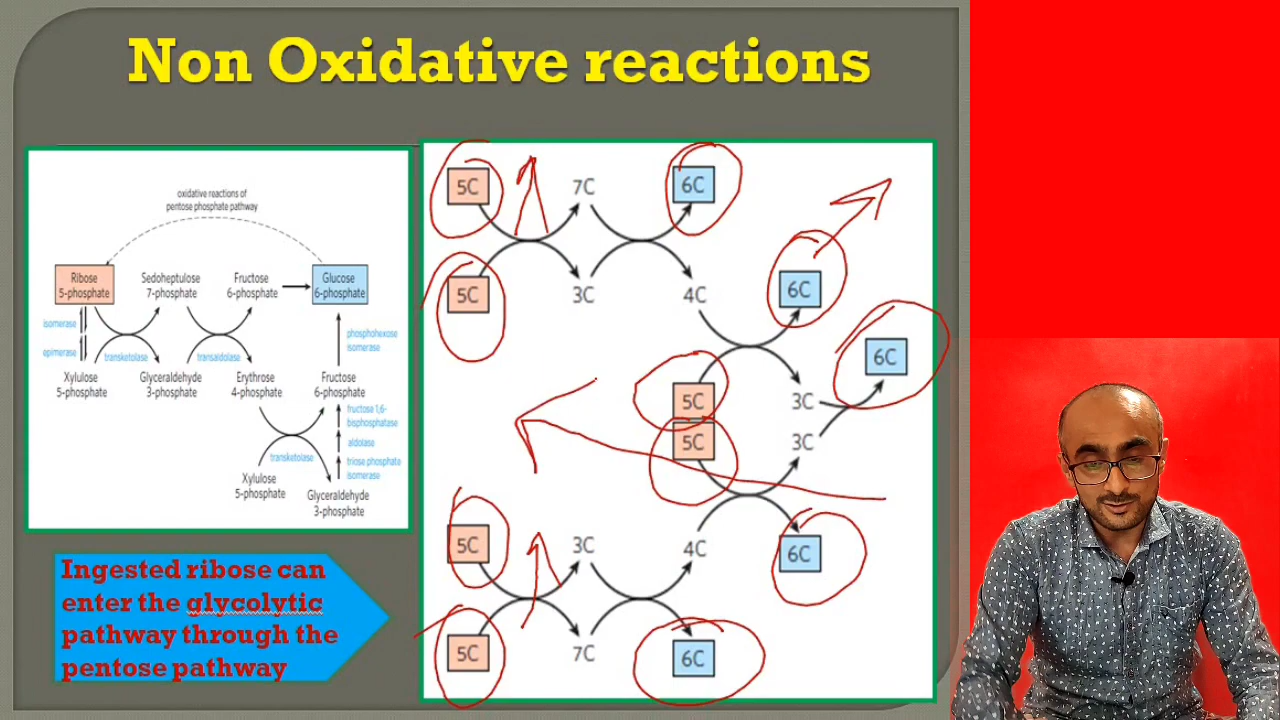 Non Oxidative reactions
oxidative reactions of
pentose phosphate pathway
Ribose
5-phosphate
Sedoheptulose
7-phosphate
Fructose
6-phosphate
Glucose
6-phosphate
isomerase
epimerase
transketolase
transaldolase
phosphohexose
isomerase
Xylulose
5-phosphate
Glyceraldehyde
3-phosphate
Erythrose
4-phosphate
Fructose
6-phosphate
fructose 1,6-
bisphosphatase
aldolase
triose phosphate
isomerase
transketolase
Xylulose
5-phosphate
Glyceraldehyde
3-phosphate
Ingested ribose can
enter the glycolytic
pathway through the
pentose pathway
5C
7C
6C
5C
3C
4C
6C
6C
5C
3C
5C
3C
5C
3C
4C
6C
5C
7C
6C